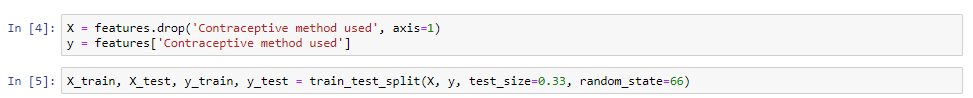 In [4]: X = features.drop('Contraceptive method used', axis=1)
y = features['Contraceptive method used']
In [5]: X_train, X_test, y_train, y_test = train_test_split(X, y, test_size=0.33, random_state=66)